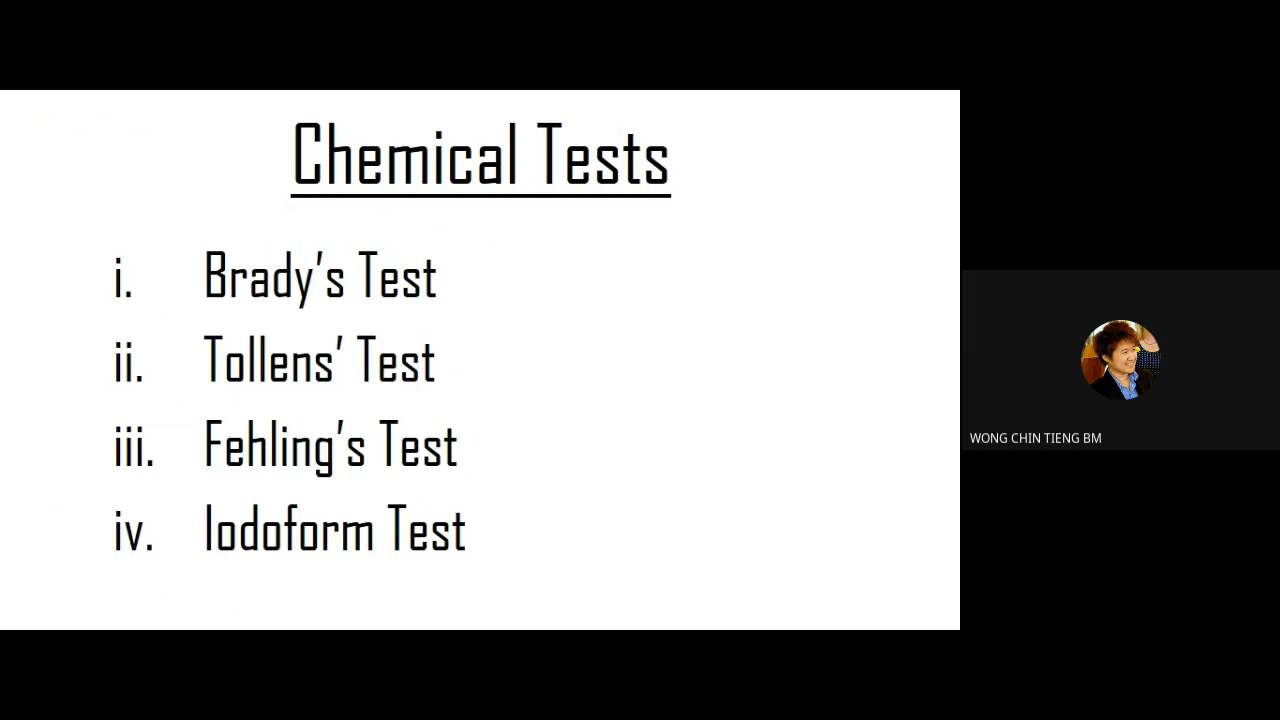 Chemical Tests
i. Brady's Test
ii. Tollens' Test
iii. Fehling's Test
iv. Iodoform Test
WONG CHIN TIENG BM